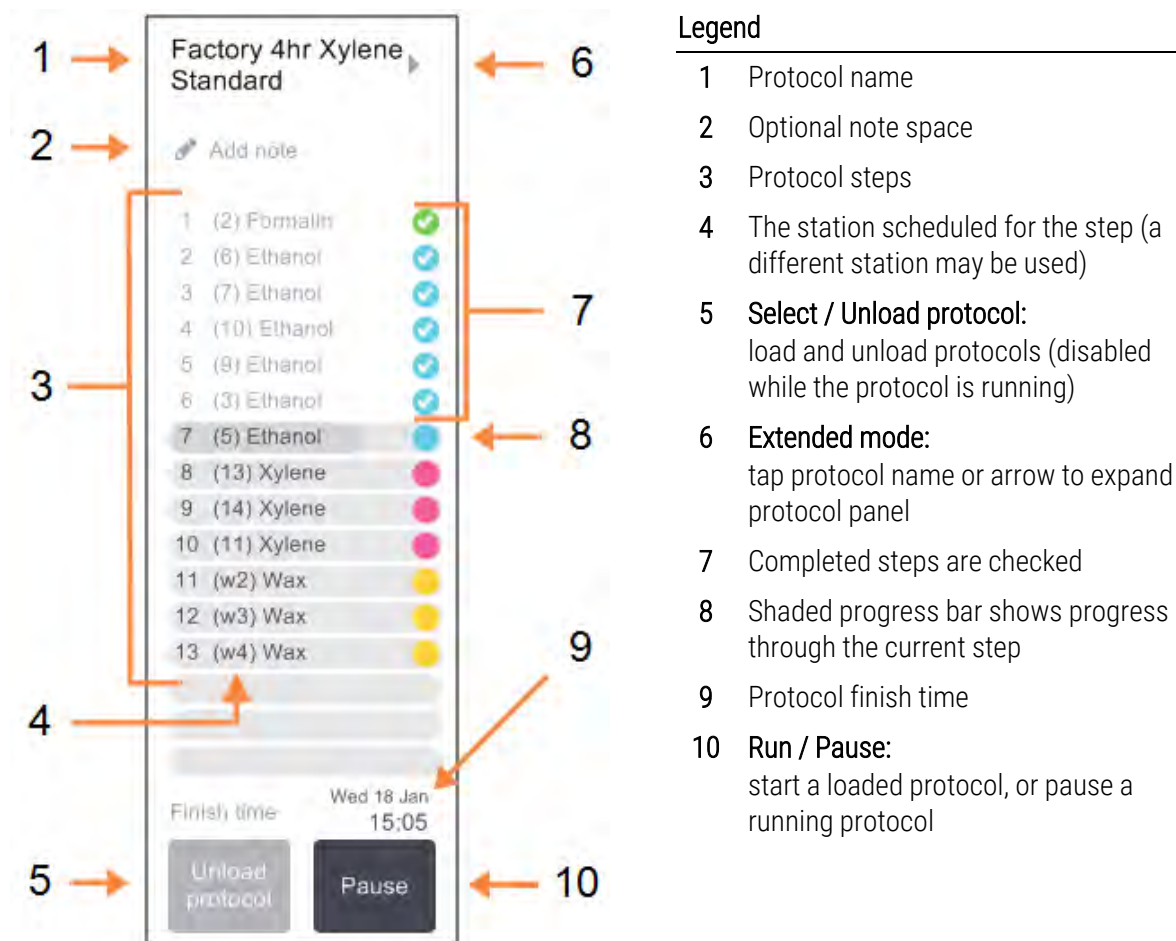 1
Factory 4hr Xylene
Standard
6
2
Add note
3
1 (2) Formalin
2 (6) Ethanol
3 (7) Ethanol
4 (10) Ethanol
5 (9) Ethanol
6 (3) Ethanol
7
7 (5) Ethanol
8
8 (13) Xylene
9 (14) Xylene
10 (11) Xylene
11 (w2) Wax
12 (w3) Wax
13 (w4) Wax
9
4
Finish time
Wed 18 Jan
15:05
5
Unload
protocol
Pause
10
Legend
1 Protocol name
2 Optional note space
3 Protocol steps
4 The station scheduled for the step (a
different station may be used)
5 Select / Unload protocol:
load and unload protocols (disabled
while the protocol is running)
6 Extended mode:
tap protocol name or arrow to expand
protocol panel
7 Completed steps are checked
8 Shaded progress bar shows progress
through the current step
9 Protocol finish time
10 Run / Pause:
start a loaded protocol, or pause a
running protocol